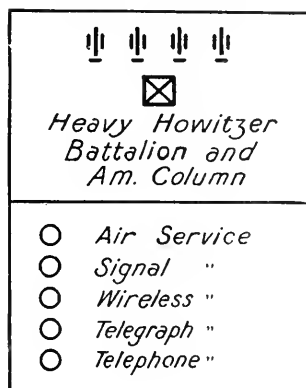 Heavy Howitzer
Battalion and
Am. Column
Air Service
Signal "
Wireless "
Telegraph "
Telephone "